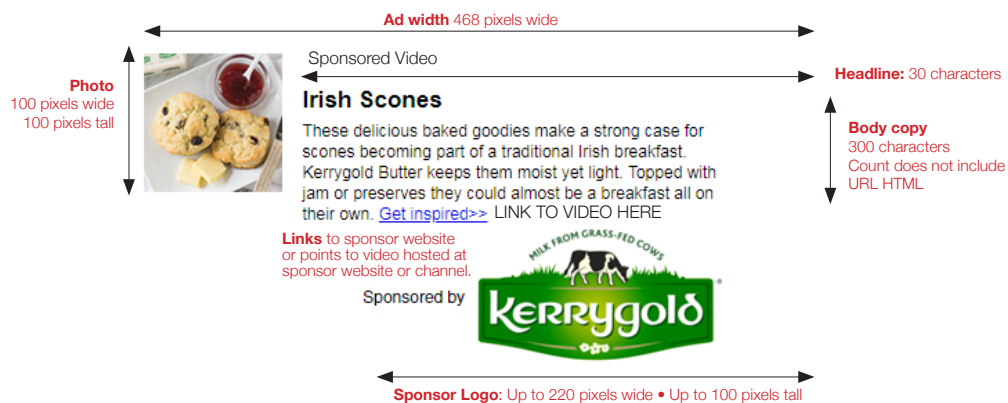 Ad width 468 pixels wide
Sponsored Video
Photo
100 pixels wide
100 pixels tall
Headline: 30 characters
Irish Scones
These delicious baked goodies make a strong case for
scones becoming part of a traditional Irish breakfast.
Kerrygold Butter keeps them moist yet light. Topped with
jam or preserves they could almost be a breakfast all on
their own. Get inspired>> LINK TO VIDEO HERE
Body copy
300 characters
Count does not include
URL HTML
Links to sponsor website
or points to video hosted at
sponsor website or channel.
MILK FROM GRASS-FED COWS
Sponsored by
Kerrygold
®
Sponsor Logo: Up to 220 pixels wide • Up to 100 pixels tall